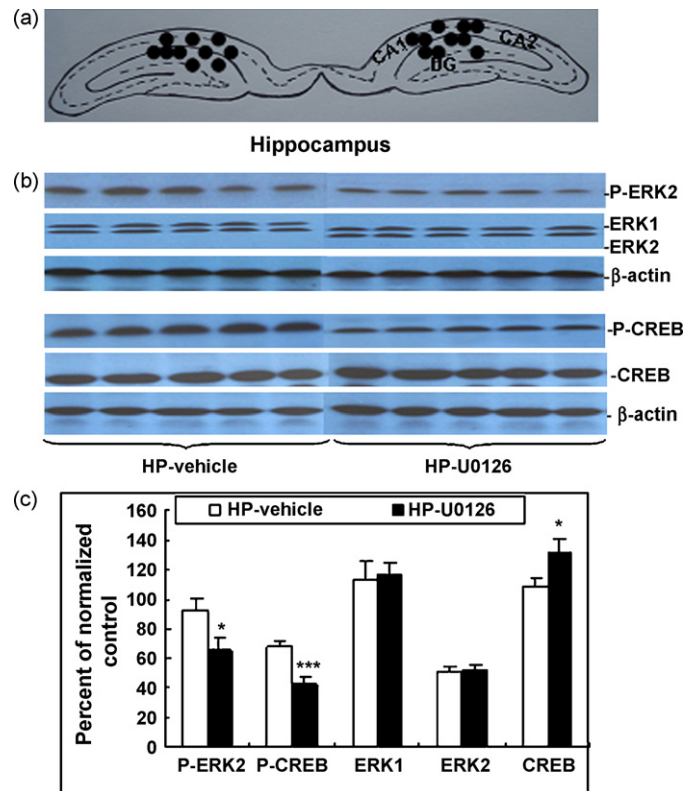 (a)
CA1
CA2
DG
Hippocampus
(b)
-P-ERK2
-ERK1
-ERK2
-β-actin
-P-CREB
-CREB
- β-actin
HP-vehicle
HP-U0126
(c)
HP-vehicle
HP-U0126
Percent of normalized
control
160
140
120
100
80
60
40
20
0
*
***
*
P-ERK2
P-CREB
ERK1
ERK2
CREB